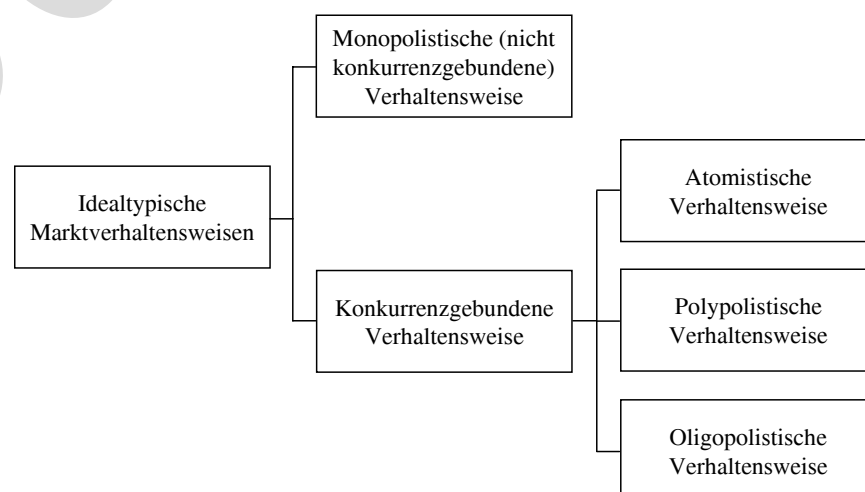 Monopolistische (nicht
konkurrenzgebundene)
Verhaltensweise
Idealtypische
Marktverhaltensweisen
Konkurrenzgebundene
Verhaltensweise
Atomistische
Verhaltensweise
Polypolistische
Verhaltensweise
Oligopolistische
Verhaltensweise